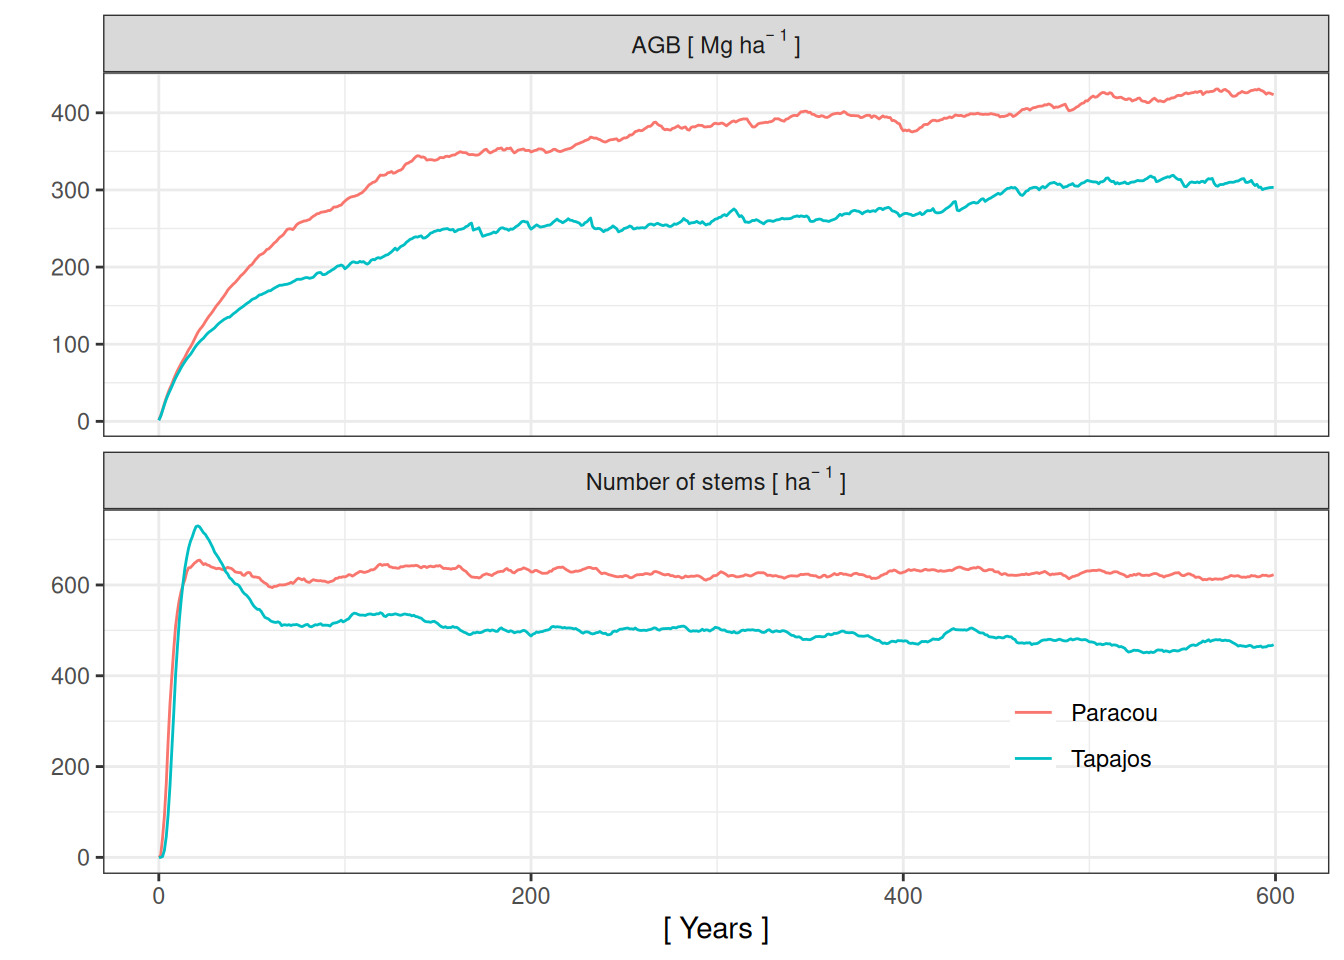 AGB [ Mg ha⁻¹ ]
400
300
200
100
0
Number of stems [ ha⁻¹ ]
600
400
200
0
Paracou
Tapajos
0 200 400 600
[ Years ]